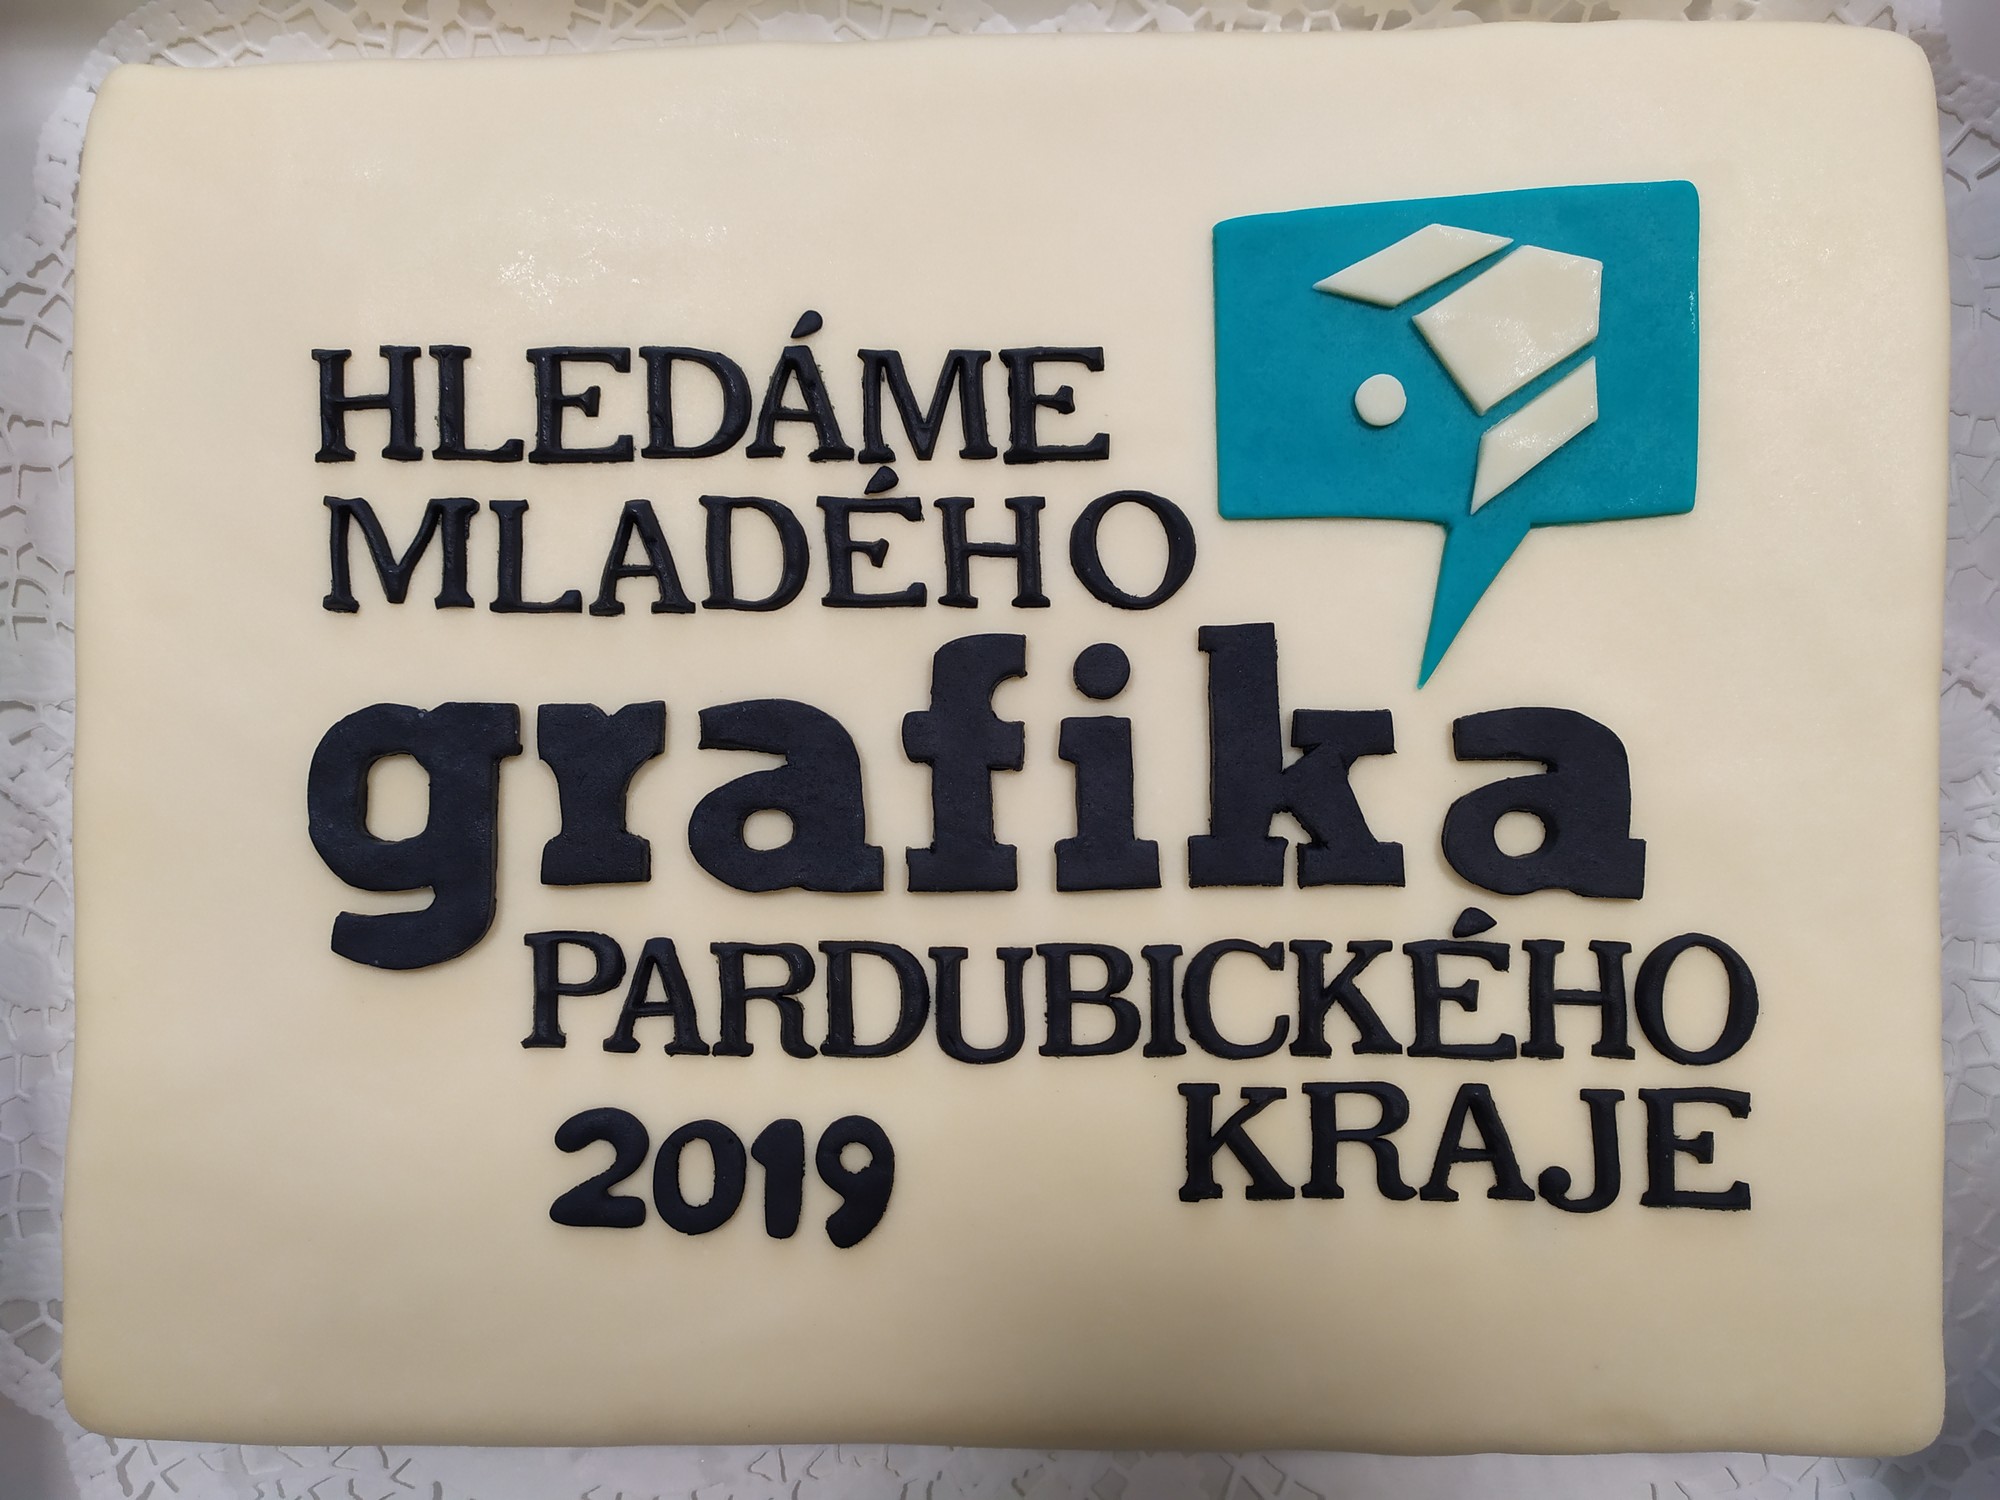 HLEDÁME
MLADÉHO
grafika
PARDUBICKÉHO
KRAJE
2019